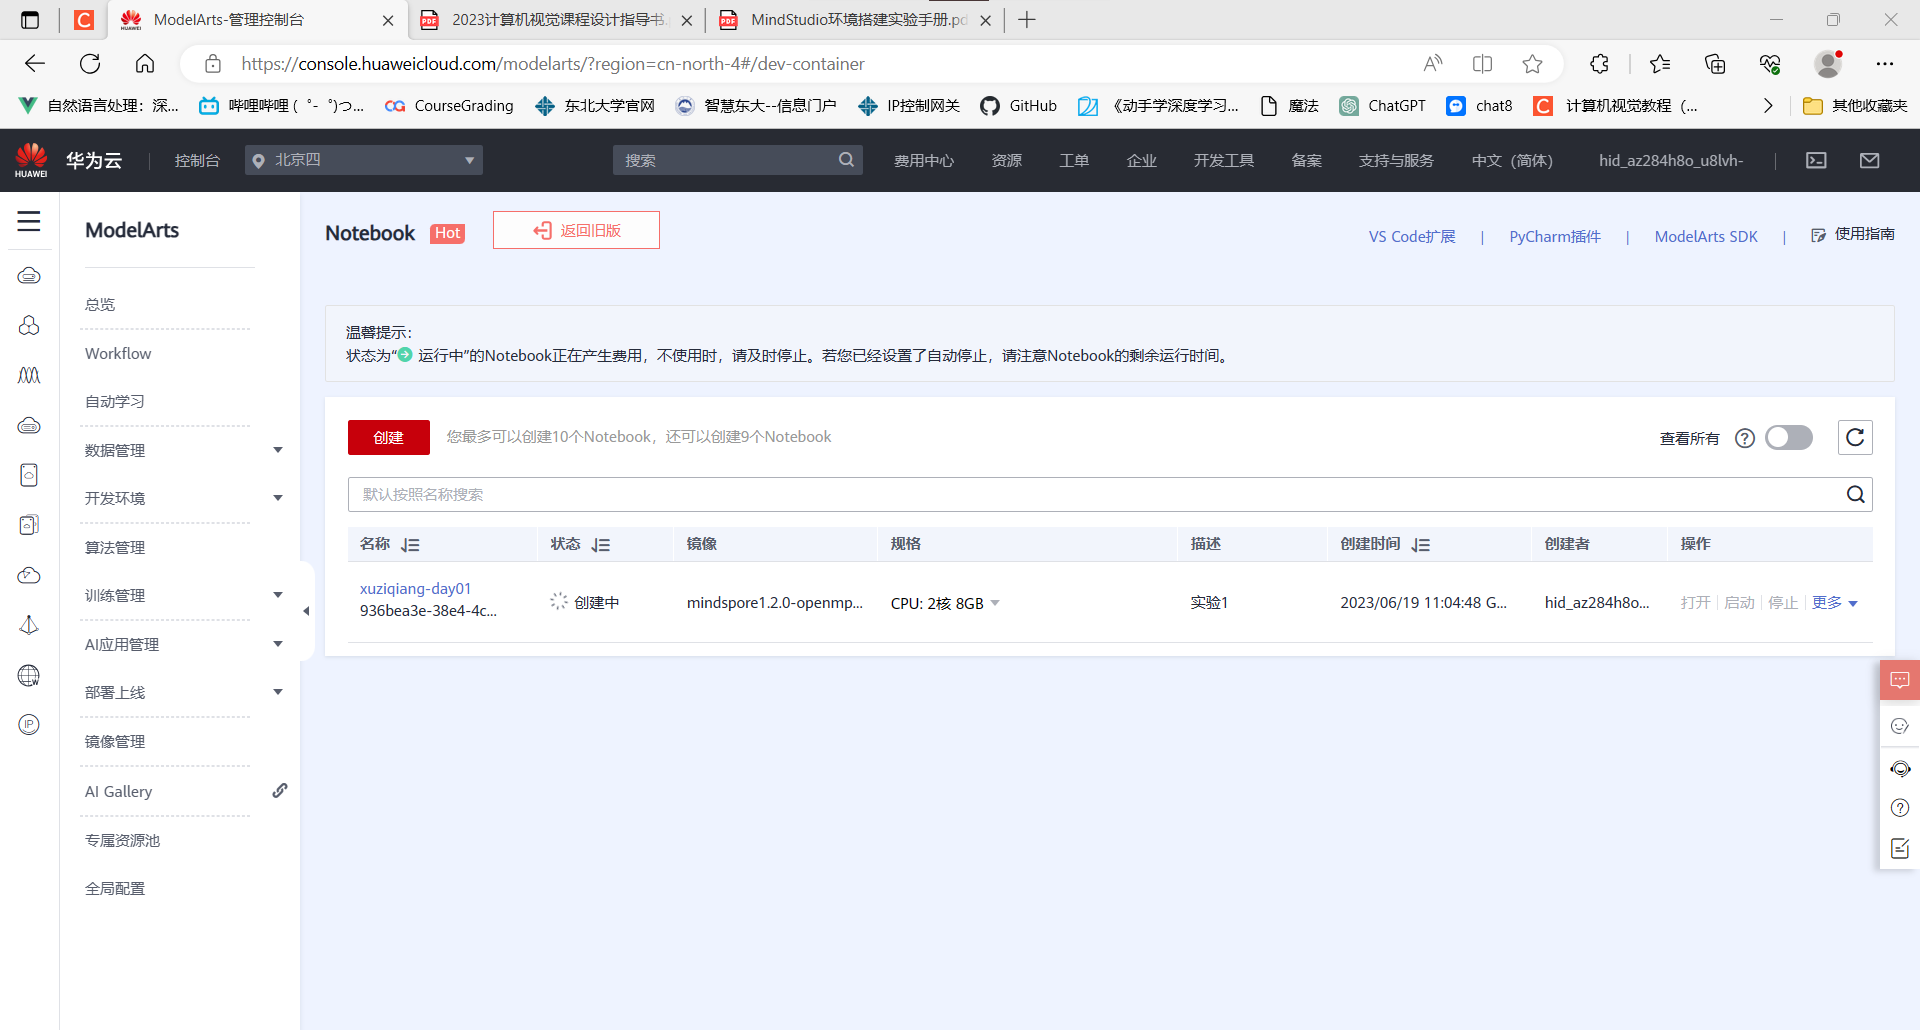 ModelArts-管理控制台
2023计算机视觉课程设计指导书.
MindStudio环境搭建实验手册.pd
https://console.huaweicloud.com/modelarts/?region=cn-north-4#/dev-container
自然语言处理：深... 哔哩哔哩 ( ゜- ゜)つ... CourseGrading 东北大学官网 智慧东大--信息门户 IP控制网关 GitHub 《动手学深度学习... 魔法 ChatGPT chat8 计算机视觉教程（... 其他收藏夹
HUAWEI 华为云 控制台 北京四 搜索 费用中心 资源 工单 企业 开发工具 备案 支持与服务 中文（简体） hid_az284h8o_u8lvh-
ModelArts
总览
Workflow
自动学习
数据管理
开发环境
算法管理
训练管理
AI应用管理
部署上线
镜像管理
AI Gallery
专属资源池
全局配置
Notebook Hot 返回旧版
VS Code扩展 | PyCharm插件 | ModelArts SDK | 使用指南
温馨提示：
状态为“ 运行中”的Notebook正在产生费用，不使用时，请及时停止。若您已经设置了自动停止，请注意Notebook的剩余运行时间。
创建 您最多可以创建10个Notebook，还可以创建9个Notebook 查看所有
默认按照名称搜索
名称 状态 镜像 规格 描述 创建时间 创建者 操作
xuziqiang-day01
936bea3e-38e4-4c...
创建中 mindspore1.2.0-openmp... CPU: 2核 8GB 实验1 2023/06/19 11:04:48 G... hid_az284h8o... 打开 启动 停止 更多